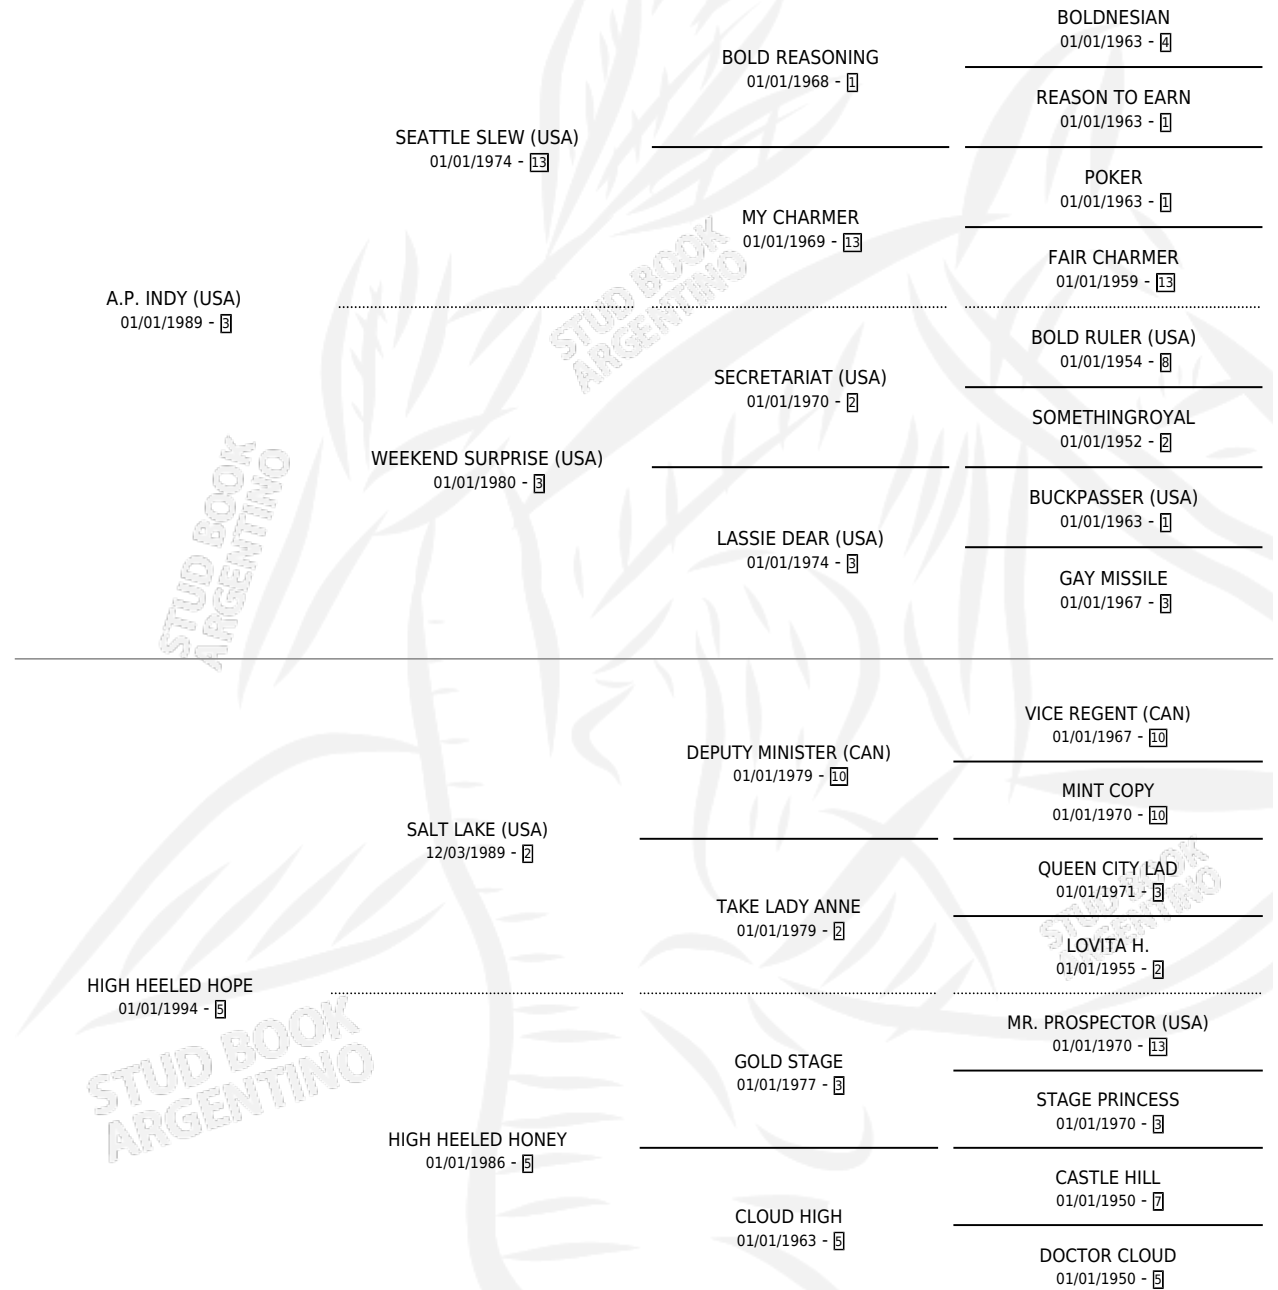 BOLDNESIAN
01/01/1963 - 4
BOLD REASONING
01/01/1968 - 1
REASON TO EARN
01/01/1963 - 1
SEATTLE SLEW (USA)
01/01/1974 - 13
POKER
01/01/1963 - 1
MY CHARMER
01/01/1969 - 13
FAIR CHARMER
01/01/1959 - 13
A.P. INDY (USA)
01/01/1989 - 3
BOLD RULER (USA)
01/01/1954 - 8
SECRETARIAT (USA)
01/01/1970 - 2
SOMETHINGROYAL
01/01/1952 - 2
WEEKEND SURPRISE (USA)
01/01/1980 - 3
BUCKPASSER (USA)
01/01/1963 - 1
LASSIE DEAR (USA)
01/01/1974 - 3
GAY MISSILE
01/01/1967 - 3
STUD BOOK
ARGENTINO
STUD BOOK
ARGENTINO
VICE REGENT (CAN)
01/01/1967 - 10
DEPUTY MINISTER (CAN)
01/01/1979 - 10
MINT COPY
01/01/1970 - 10
SALT LAKE (USA)
12/03/1989 - 2
QUEEN CITY LAD
01/01/1971 - 3
TAKE LADY ANNE
01/01/1979 - 2
LOVITA H.
01/01/1955 - 2
HIGH HEELED HOPE
01/01/1994 - 5
MR. PROSPECTOR (USA)
01/01/1970 - 13
GOLD STAGE
01/01/1977 - 3
STAGE PRINCESS
01/01/1970 - 3
HIGH HEELED HONEY
01/01/1986 - 5
CASTLE HILL
01/01/1950 - 7
CLOUD HIGH
01/01/1963 - 5
DOCTOR CLOUD
01/01/1950 - 5
STUD BOOK
ARGENTINO
STUD BOOK
ARGENTINO